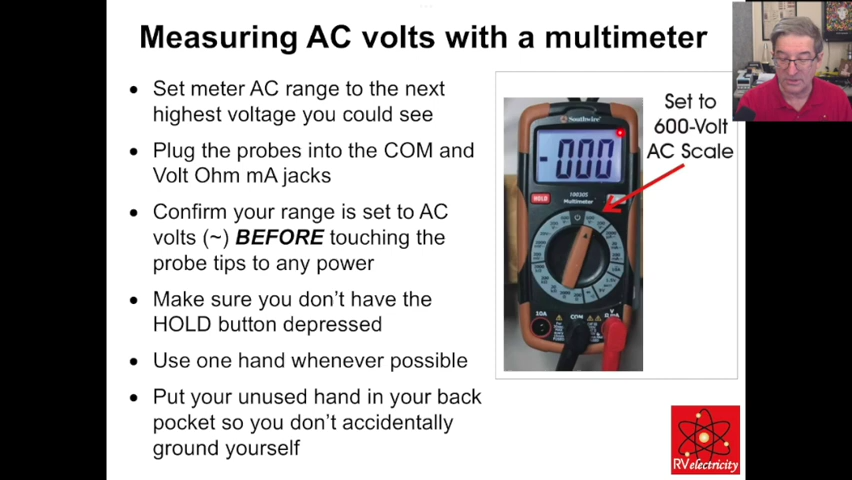 Measuring AC volts with a multimeter
• Set meter AC range to the next
highest voltage you could see
• Plug the probes into the COM and
Volt Ohm mA jacks
• Confirm your range is set to AC
volts (~) BEFORE touching the
probe tips to any power
• Make sure you don’t have the
HOLD button depressed
• Use one hand whenever possible
• Put your unused hand in your back
pocket so you don’t accidentally
ground yourself
Set to
600-Volt
AC Scale
Southwire
-000
HOLD
10030S
Multimeter
10A
COM
RVelectricity